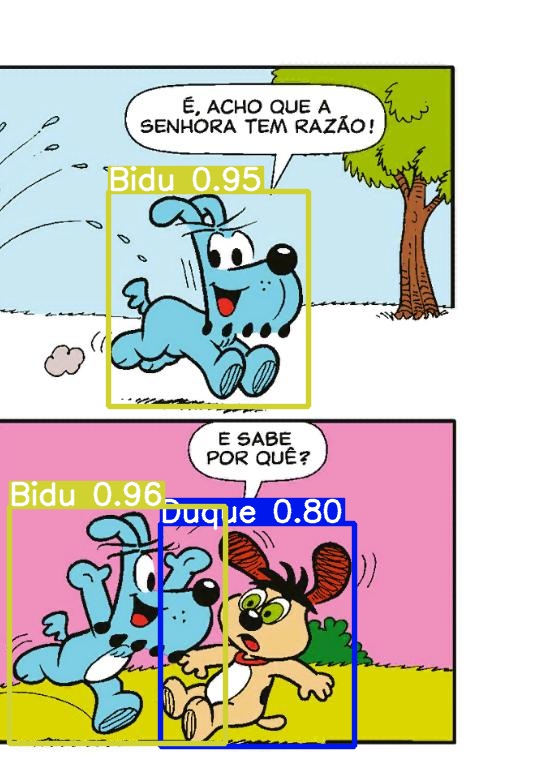 É, ACHO QUE A
SENHORA TEM RAZÃO!
Bidu 0.95
E SABE
POR QUÊ?
Bidu 0.96
Duque 0.80